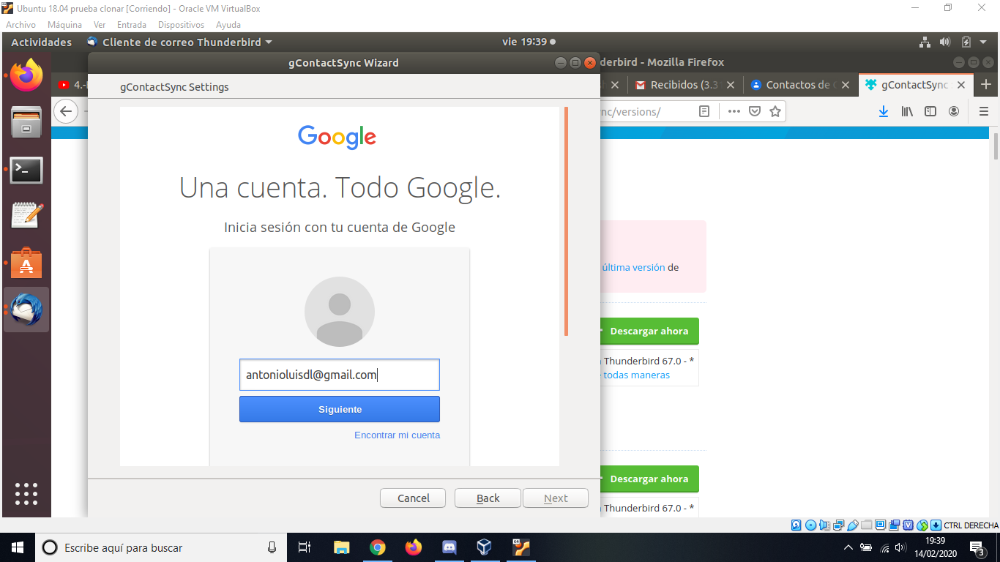 Ubuntu 18.04 prueba clonar [Corriendo] - Oracle VM VirtualBox
Archivo Máquina Ver Entrada Dispositivos Ayuda
Actividades Cliente de correo Thunderbird vie 19:39
gContactSync Wizard
derbird - Mozilla Firefox
4.-
Recibidos (3.3
Contactos de
gContactSync
gContactSync Settings
nc/versions/
Google
Una cuenta. Todo Google.
Inicia sesión con tu cuenta de Google
última versión de
antonioluisdl@gmail.com
Siguiente
Encontrar mi cuenta
Descargar ahora
Thunderbird 67.0 - *
todas maneras
Descargar ahora
Thunderbird 67.0 - *
Cancel Back Next
CTRL DERECHA
Escribe aquí para buscar
19:39
14/02/2020
3